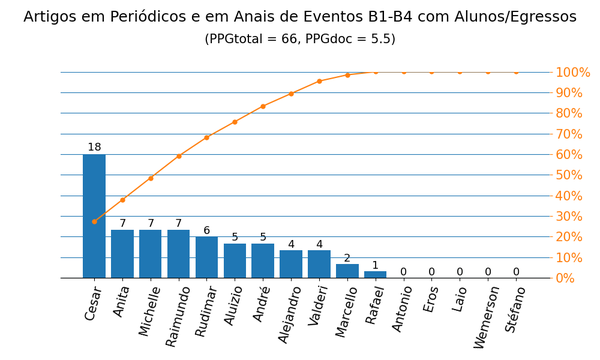 Artigos em Periódicos e em Anais de Eventos B1-B4 com Alunos/Egressos
(PPGtotal = 66, PPGdoc = 5.5)
100%
90%
80%
70%
60%
50%
40%
30%
20%
10%
0%
18
7
7
7
6
5
5
4
4
2
1
0
0
0
0
0
Cesar
Anita
Michelle
Raimundo
Rudimar
Aluizio
André
Alejandro
Valderi
Marcello
Rafael
Antonio
Eros
Laio
Wemerson
Stéfano